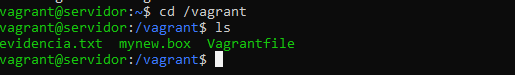 vagrant@servidor:~$ cd /vagrant
vagrant@servidor:/vagrant$ ls
evidencia.txt  mynew.box  Vagrantfile
vagrant@servidor:/vagrant$